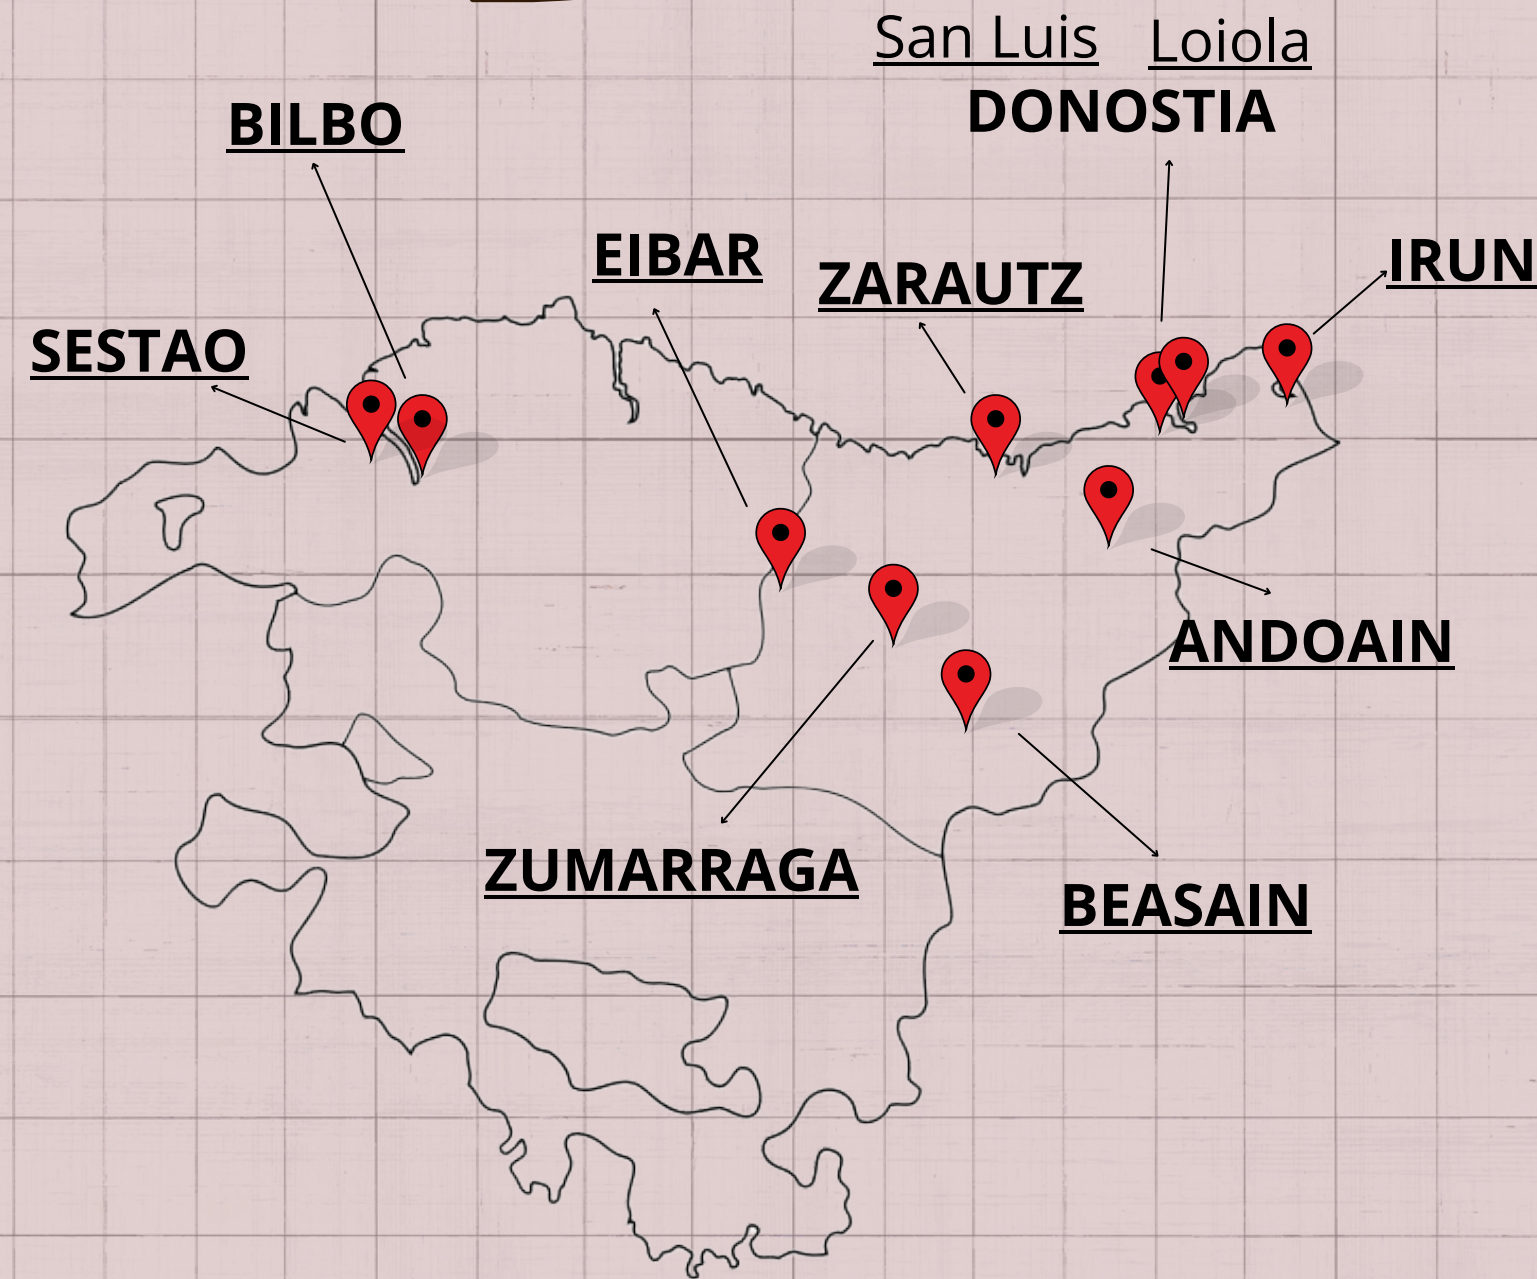 San Luis Loiola
DONOSTIA
BILBO
EIBAR
ZARAUTZ
IRUN
SESTAO
ANDOAIN
ZUMARRAGA
BEASAIN